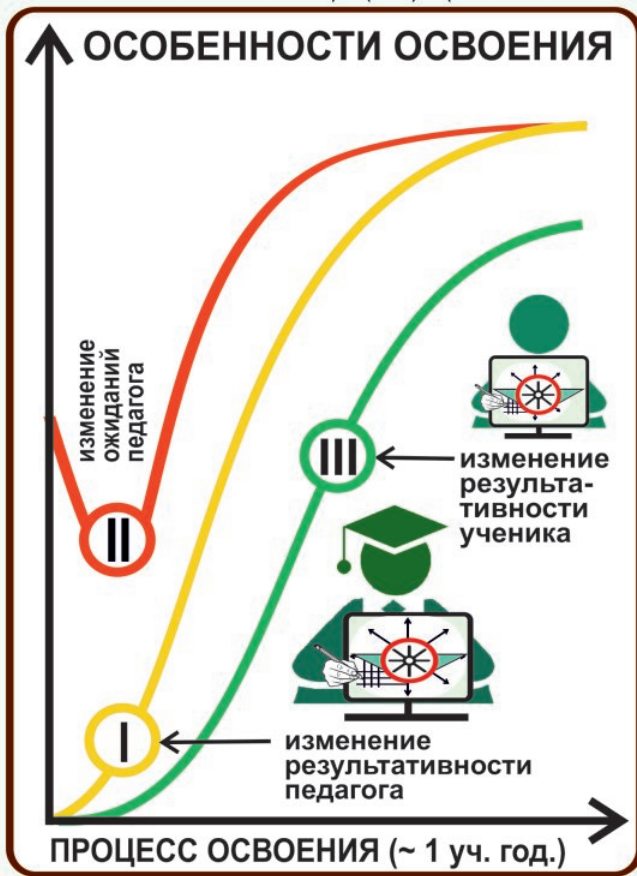 ОСОБЕННОСТИ ОСВОЕНИЯ
изменение
ожиданий
педагога
II
III
изменение
результа-
тивности
ученика
I
изменение
результативности
педагога
ПРОЦЕСС ОСВОЕНИЯ (~ 1 уч. год.)